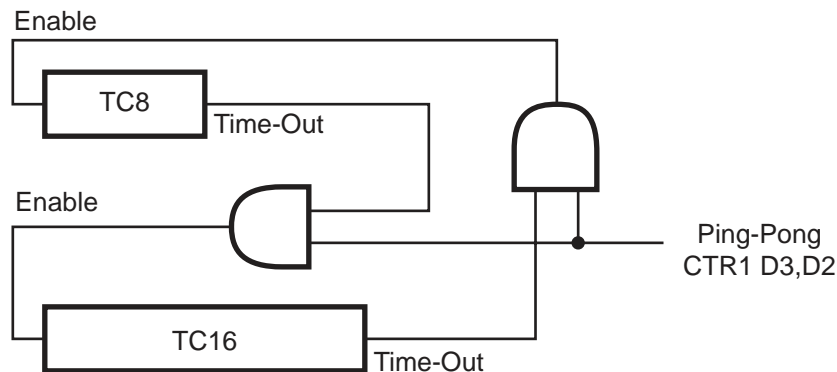 Enable
TC8
Time-Out
Enable
Ping-Pong
CTR1 D3,D2
TC16
Time-Out